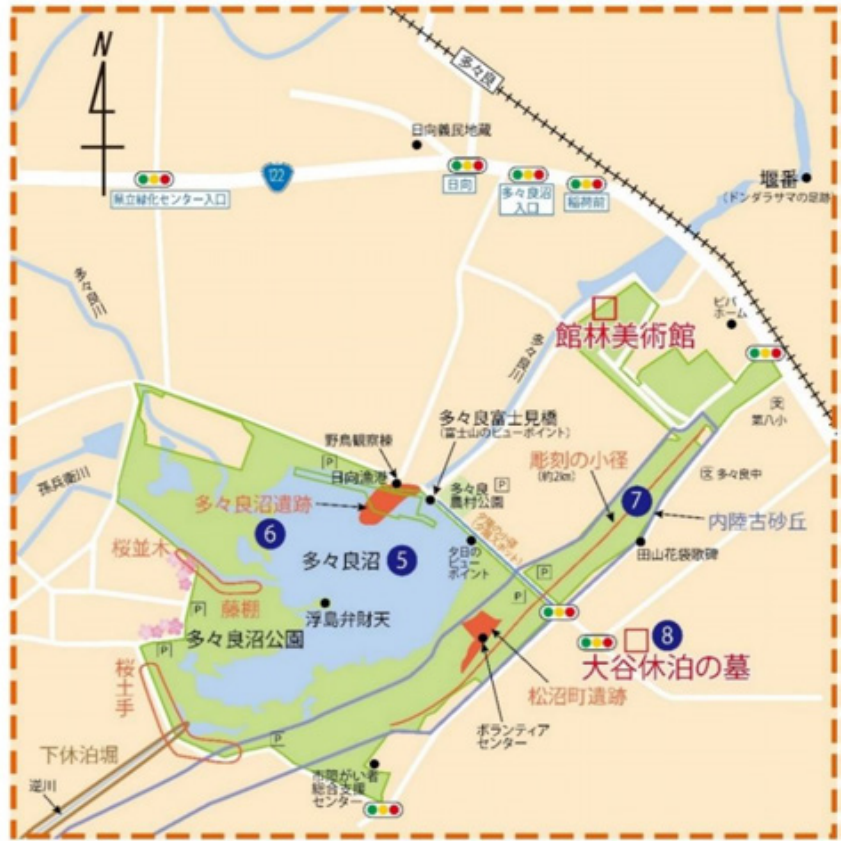 N
多々良
日向義民地蔵
122
県立緑化センター入口
日向
多々良沼
入口
稲荷前
堰番
(ドンダラサマの足跡)
多々良川
ビバ
ホーム
館林美術館
多々良川
文
第八小
多々良富士見橋
(富士山のビューポイント)
野鳥観察棟
P
日向漁港
多々良
農村公園
P
彫刻の小径
(約2km)
文 多々良中
孫兵衛川
多々良沼遺跡
7
内陸古砂丘
6
桜並木
多々良沼 5
夕日の
ビュー
ポイント
田山花袋歌碑
P
P
藤棚
P
浮島弁財天
多々良沼公園
P
8
大谷休泊の墓
桜土手
松沼町遺跡
ボランティア
センター
P
下休泊堀
逆川
市障がい者
総合支援
センター